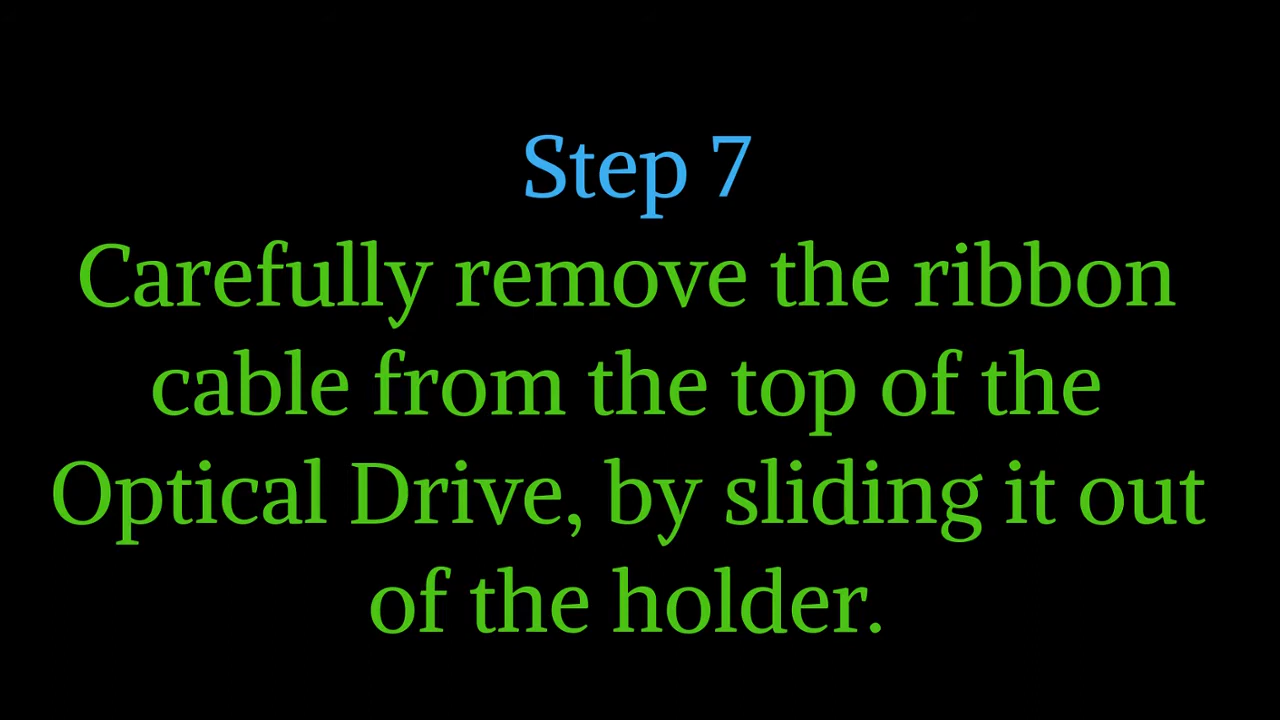 Step 7
Carefully remove the ribbon
cable from the top of the
Optical Drive, by sliding it out
of the holder.